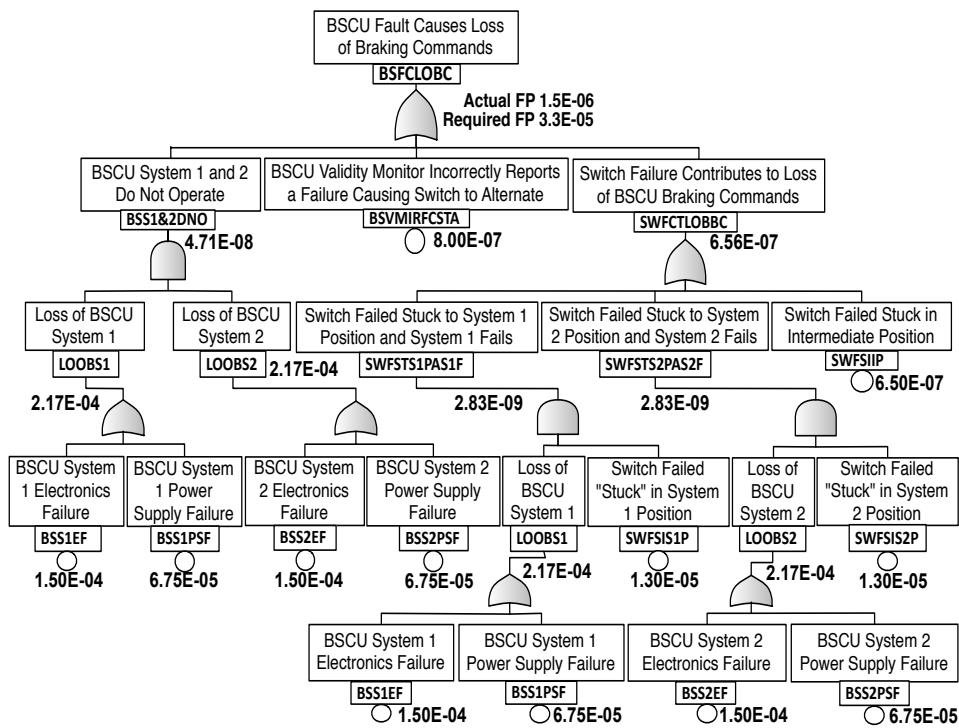 BSCU Fault Causes Loss
of Braking Commands
BSFCLOBC
Actual FP 1.5E-06
Required FP 3.3E-05
BSCU System 1 and 2
Do Not Operate
BSS1&2DNO
4.71E-08
BSCU Validity Monitor Incorrectly Reports
a Failure Causing Switch to Alternate
BSVMIRFCSTA
8.00E-07
Switch Failure Contributes to Loss
of BSCU Braking Commands
SWFCTLOBBC
6.56E-07
Loss of BSCU
System 1
LOOBS1
2.17E-04
Loss of BSCU
System 2
LOOBS2
2.17E-04
Switch Failed Stuck to System 1
Position and System 1 Fails
SWFSTS1PAS1F
2.83E-09
Switch Failed Stuck to System
2 Position and System 2 Fails
SWFSTS2PAS2F
2.83E-09
Switch Failed Stuck in
Intermediate Position
SWFSIIP
6.50E-07
BSCU System
1 Electronics
Failure
BSS1EF
1.50E-04
BSCU System
1 Power
Supply Failure
BSS1PSF
6.75E-05
BSCU System
2 Electronics
Failure
BSS2EF
1.50E-04
BSCU System 2
Power Supply
Failure
BSS2PSF
6.75E-05
Loss of
BSCU
System 1
LOOBS1
2.17E-04
Switch Failed
"Stuck" in System
1 Position
SWFSIS1P
1.30E-05
Loss of
BSCU
System 2
LOOBS2
2.17E-04
Switch Failed
"Stuck" in System
2 Position
SWFSIS2P
1.30E-05
BSCU System 1
Electronics Failure
BSS1EF
1.50E-04
BSCU System 1
Power Supply Failure
BSS1PSF
6.75E-05
BSCU System 2
Electronics Failure
BSS2EF
1.50E-04
BSCU System 2
Power Supply Failure
BSS2PSF
6.75E-05